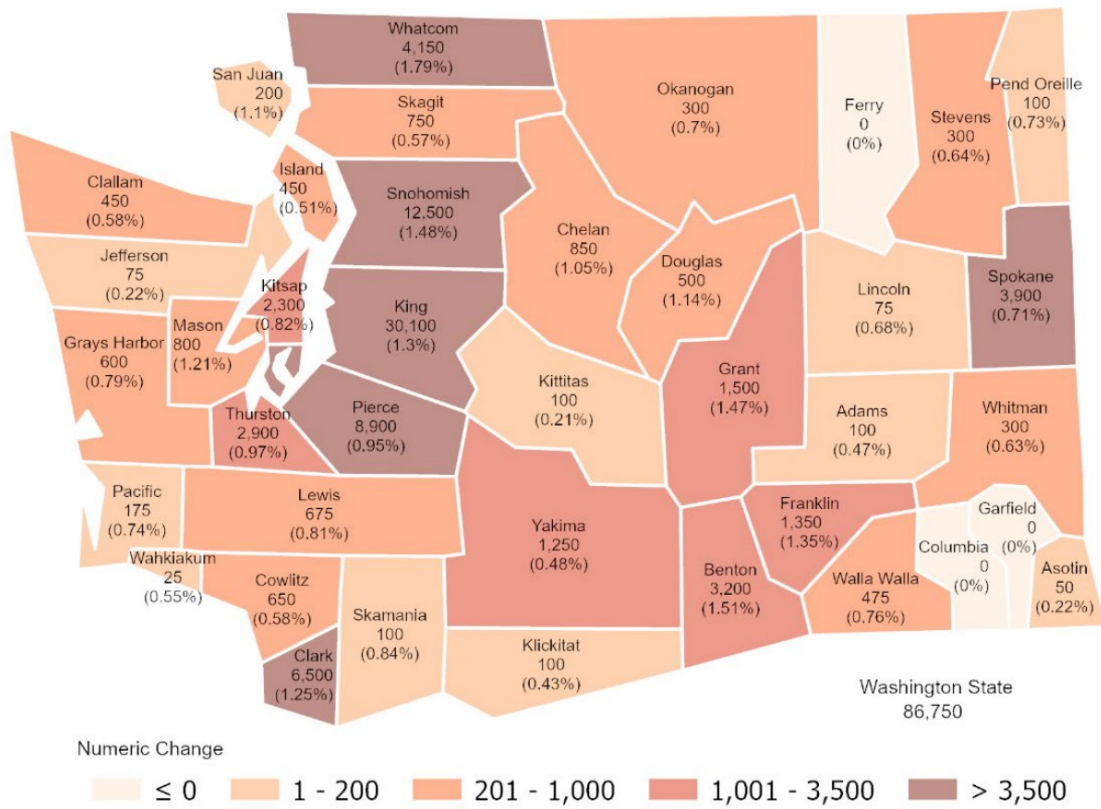 Whatcom
4,150
(1.79%)
San Juan
200
(1.1%)
Skagit
750
(0.57%)
Okanogan
300
(0.7%)
Ferry
0
(0%)
Stevens
300
(0.64%)
Pend Oreille
100
(0.73%)
Clallam
450
(0.58%)
Island
450
(0.51%)
Snohomish
12,500
(1.48%)
Chelan
850
(1.05%)
Douglas
500
(1.14%)
Jefferson
75
(0.22%)
Kitsap
2,300
(0.82%)
King
30,100
(1.3%)
Lincoln
75
(0.68%)
Spokane
3,900
(0.71%)
Grays Harbor
600
(0.79%)
Mason
800
(1.21%)
Kittitas
100
(0.21%)
Grant
1,500
(1.47%)
Adams
100
(0.47%)
Whitman
300
(0.63%)
Thurston
2,900
(0.97%)
Pierce
8,900
(0.95%)
Pacific
175
(0.74%)
Lewis
675
(0.81%)
Yakima
1,250
(0.48%)
Franklin
1,350
(1.35%)
Garfield
0
(0%)
Columbia
0
(0%)
Wahkiakum
25
(0.55%)
Cowlitz
650
(0.58%)
Skamania
100
(0.84%)
Benton
3,200
(1.51%)
Walla Walla
475
(0.76%)
Asotin
50
(0.22%)
Clark
6,500
(1.25%)
Klickitat
100
(0.43%)
Washington State
86,750
Numeric Change
≤ 0
1 - 200
201 - 1,000
1,001 - 3,500
> 3,500